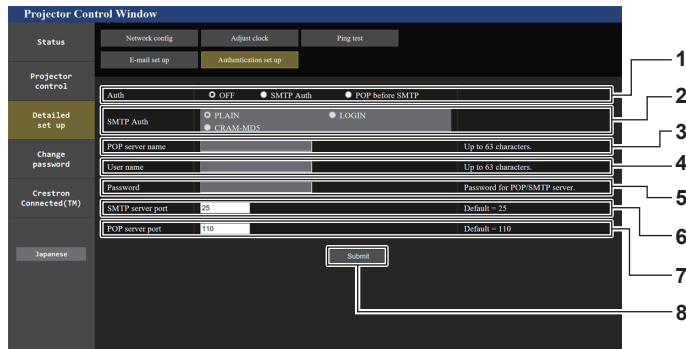 Projector Control Window
Status
Network config
Adjust clock
Ping test
E-mail set up
Authentication set up
Projector
control
Detailed
set up
Change
password
Crestron
Connected(TM)
Japanese
Auth OFF SMTP Auth POP before SMTP
SMTP Auth PLAIN LOGIN
CRAM-MD5
POP server name Up to 63 characters.
User name Up to 63 characters.
Password Password for POP/SMTP server.
SMTP server port 25 Default = 25
POP server port 110 Default = 110
Submit
1
2
3
4
5
6
7
8